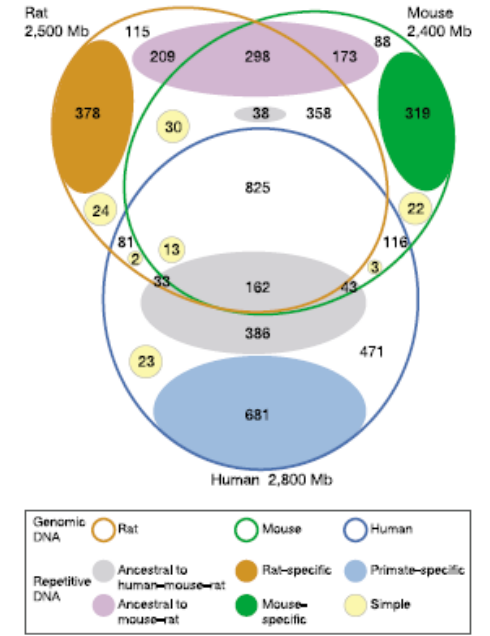 Rat
2,500 Mb
Mouse
2,400 Mb
115
88
209
298
173
378
38
358
319
30
825
24
22
81
13
116
2
3
33
162
43
386
23
471
681
Human 2,800 Mb
Genomic DNA
Rat
Mouse
Human
Repetitive DNA
Ancestral to human–mouse–rat
Rat–specific
Primate–specific
Ancestral to mouse–rat
Mouse–specific
Simple